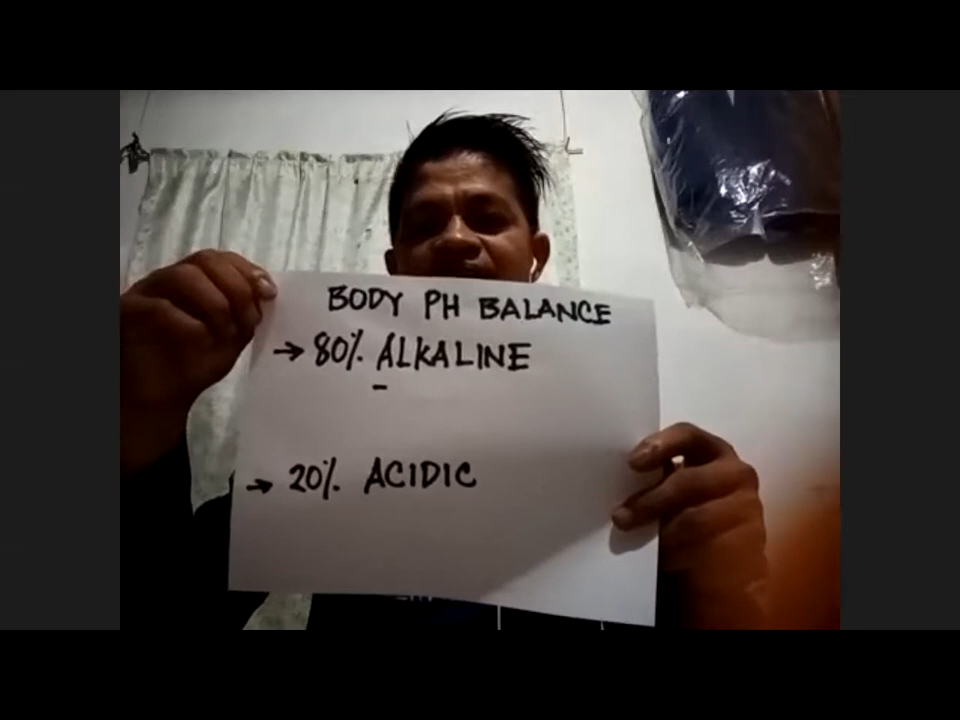 BODY PH BALANCE
→ 80% ALKALINE
-
→ 20% ACIDIC